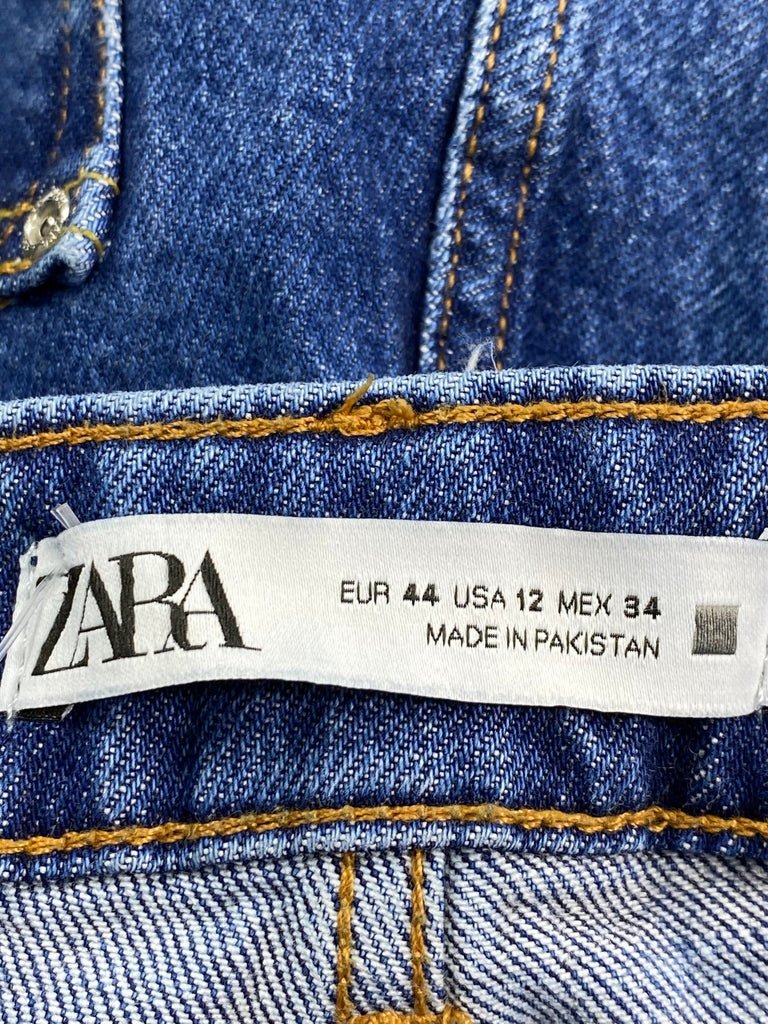 ZARA
EUR 44 USA 12 MEX 34
MADE IN PAKISTAN